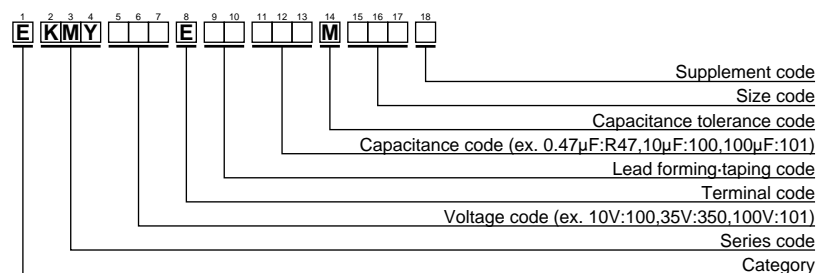 1 2 3 4 5 6 7 8 9 10 11 12 13 14 15 16 17 18
E K M Y E M
Supplement code
Size code
Capacitance tolerance code
Capacitance code (ex. 0.47μF:R47,10μF:100,100μF:101)
Lead forming·taping code
Terminal code
Voltage code (ex. 10V:100,35V:350,100V:101)
Series code
Category